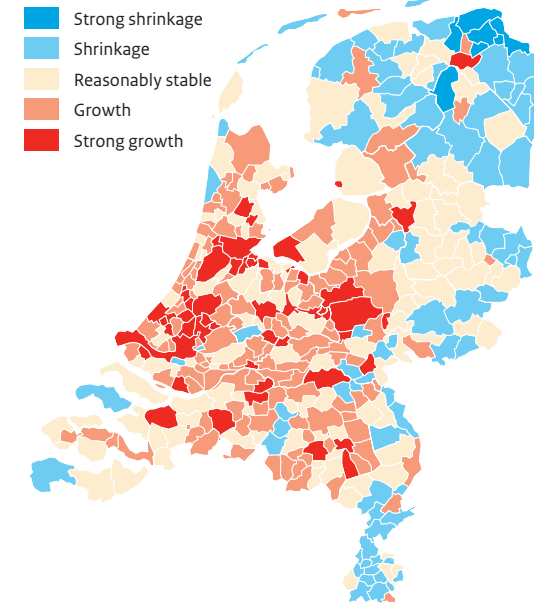 Strong shrinkage
Shrinkage
Reasonably stable
Growth
Strong growth